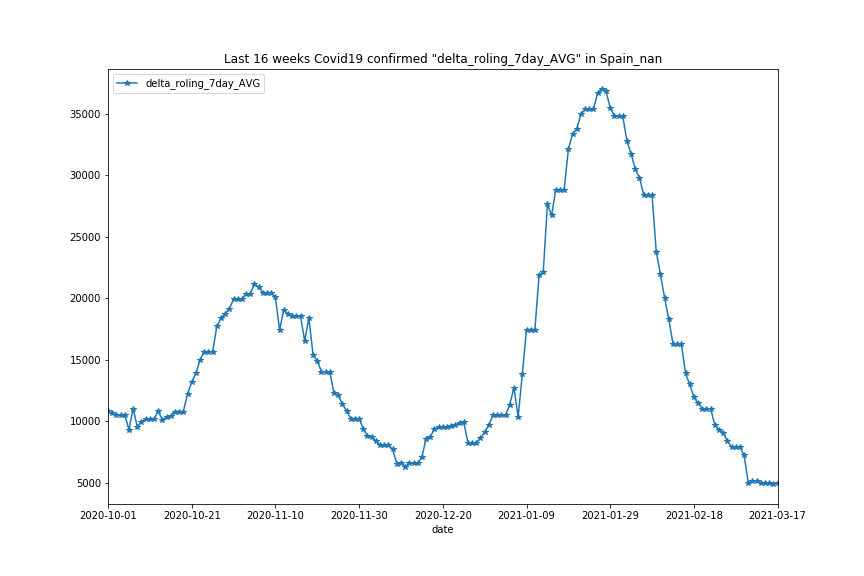 Last 16 weeks Covid19 confirmed "delta_roling_7day_AVG" in Spain_nan
delta_roling_7day_AVG
35000
30000
25000
20000
15000
10000
5000
2020-10-01 2020-10-21 2020-11-10 2020-11-30 2020-12-20 2021-01-09 2021-01-29 2021-02-18 2021-03-17
date